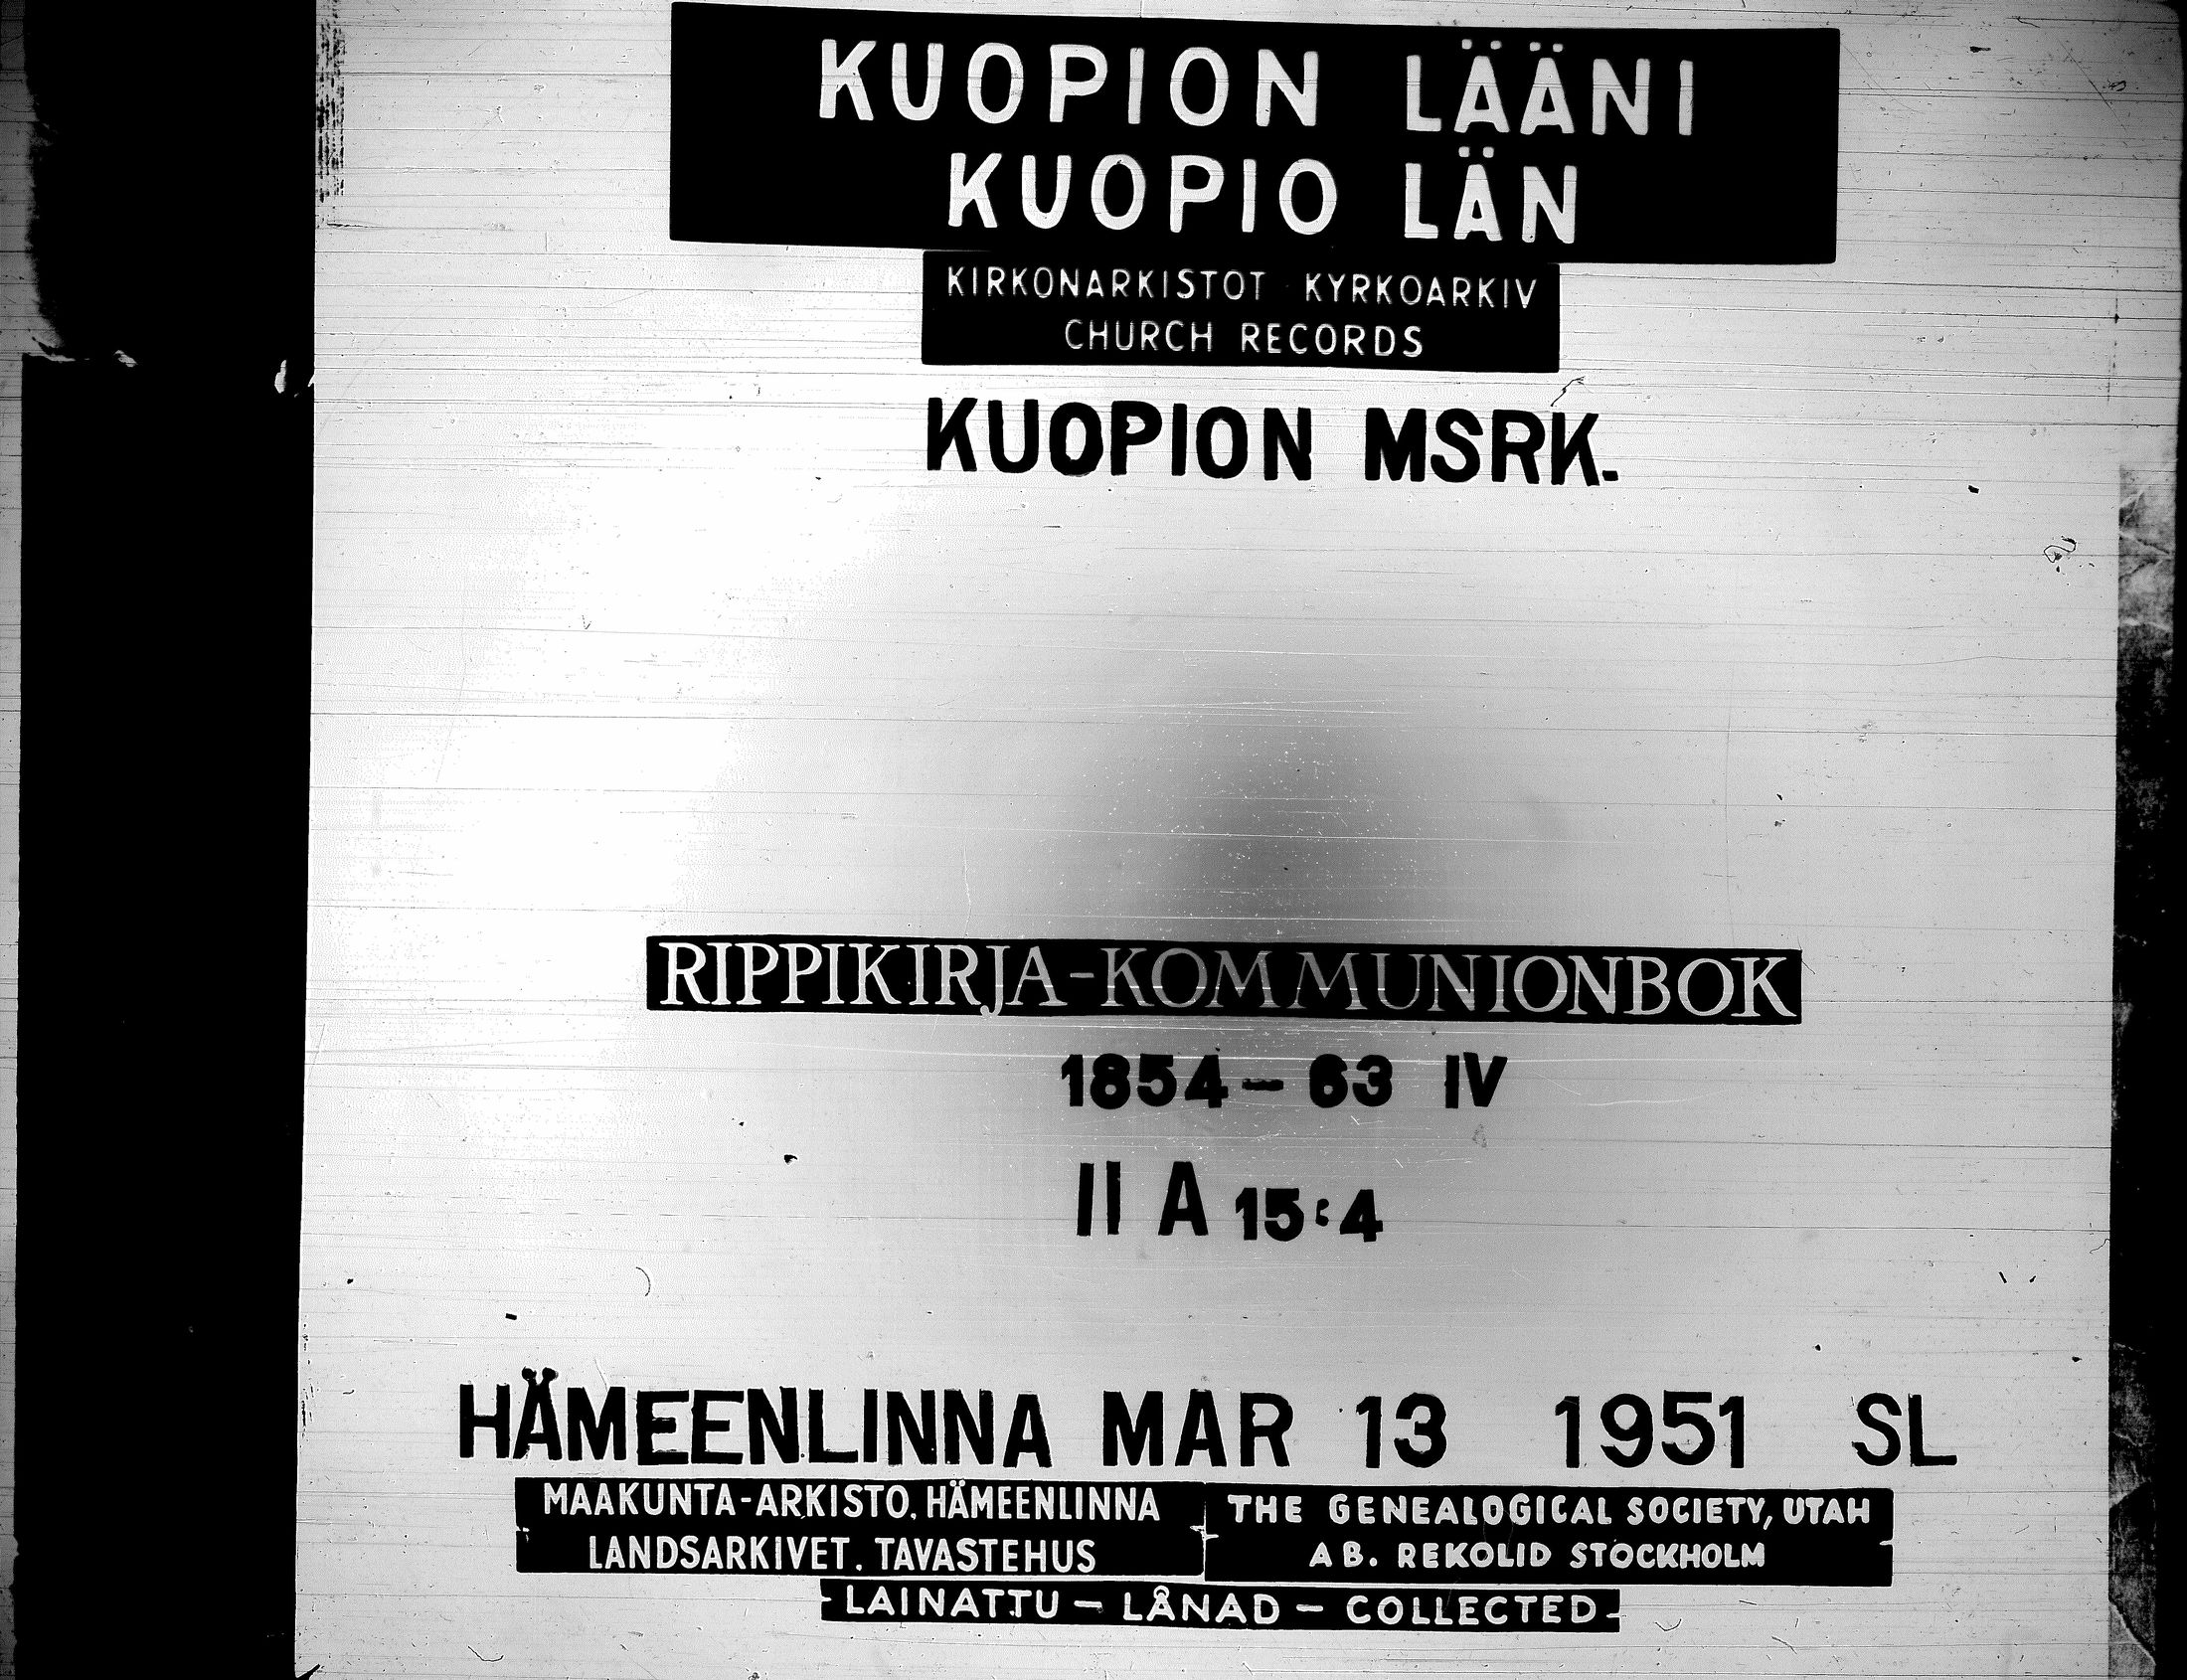 KUOPION LÄÄNI
KUOPIO LÄN
KIRKONARKISTOT KYRKOARKIV
CHURCH RECORDS
KUOPION MSRK.
RIPPIKIRJA-KOMMUNIONBOK
1854-63 IV
II A 15:4
HÄMEENLINNA MAR 13 1951 SL
MAAKUNTA-ARKISTO, HÄMEENLINNA
LANDSARKIVET, TAVASTEHUS
THE GENEALOGICAL SOCIETY, UTAH
AB. REKOLID STOCKHOLM
-LAINATTU - LÅNAD - COLLECTED-